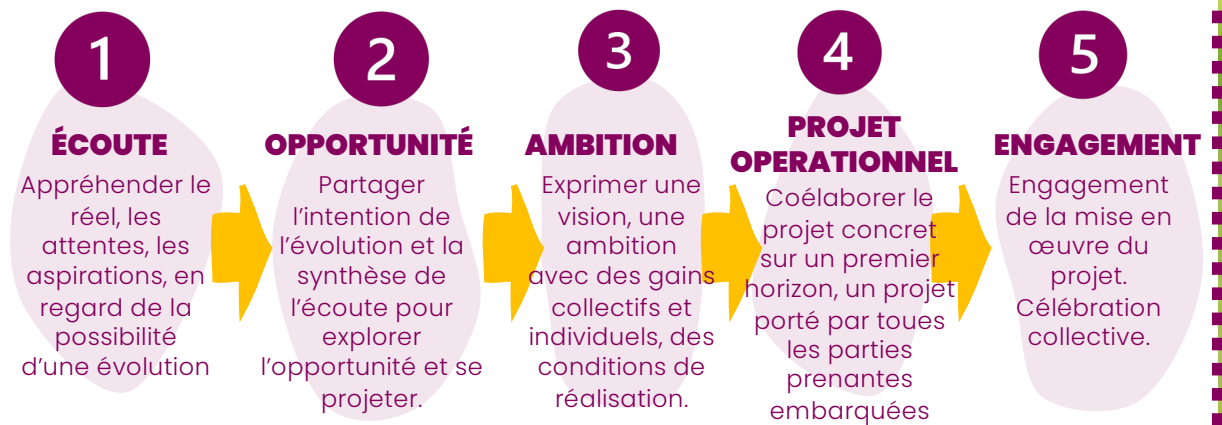 1
ÉCOUTE
Appréhender le
réel, les
attentes, les
aspirations, en
regard de la
possibilité
d'une évolution
2
OPPORTUNITÉ
Partager
l'intention de
l'évolution et la
synthèse de
l'écoute pour
explorer
l'opportunité et se
projeter.
3
AMBITION
Exprimer une
vision, une
ambition
avec des gains
collectifs et
individuels, des
conditions de
réalisation.
4
PROJET
OPERATIONNEL
Coélaborer le
projet concret
sur un premier
horizon, un projet
porté par toues
les parties
prenantes
embarquées
5
ENGAGEMENT
Engagement
de la mise en
œuvre du
projet.
Célébration
collective.